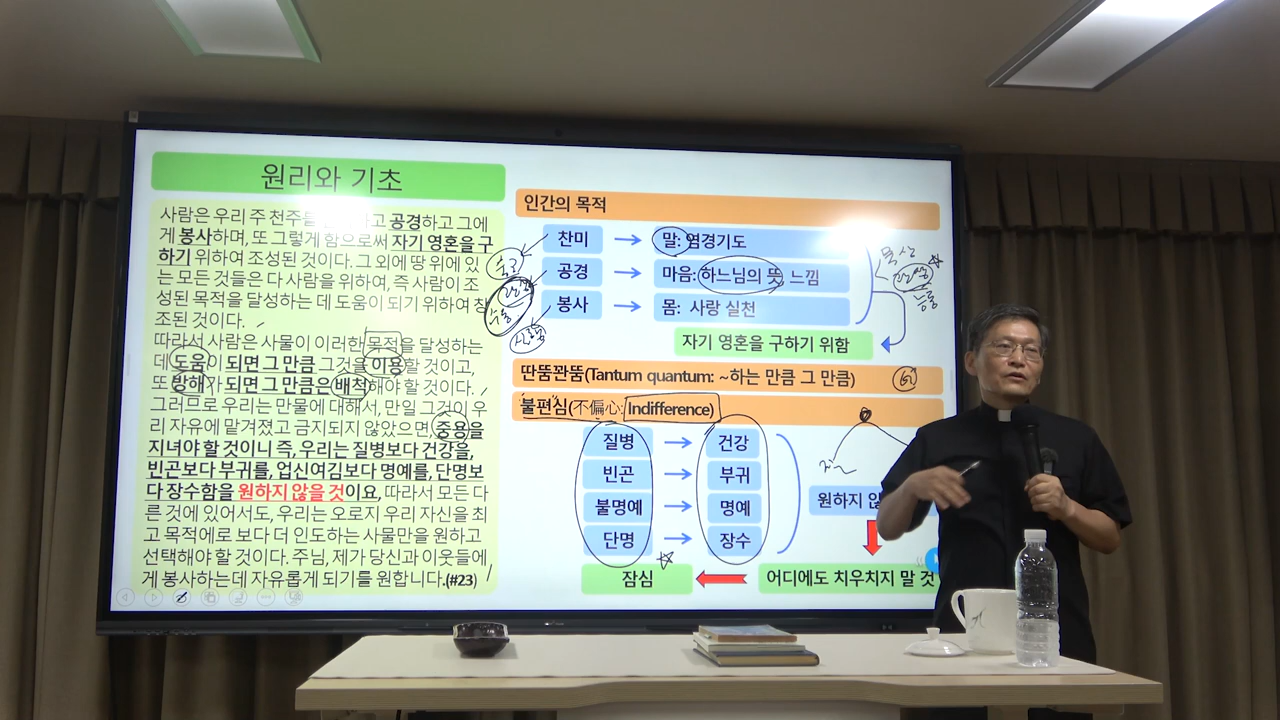 원리와 기초
사람은 우리 주 천주를 하고 공경하고 그에
게 봉사하며, 또 그렇게 함으로써 자기 영혼을 구
하기 위하여 조성된 것이다. 그 외에 땅 위에 있
는 모든 것들은 다 사람을 위하여, 즉 사람이 조
성된 목적을 달성하는 데 도움이 되기 위하여 창
조된 것이다.
따라서 사람은 사물이 이러한 목적을 달성하는
데 도움이 되면 그 만큼 그것을 이용할 것이고,
또 방해가 되면 그 만큼은 배척해야 할 것이다.
그러므로 우리는 만물에 대해서, 만일 그것이 우
리 자유에 맡겨졌고 금지되지 않았으면, 중용을
지녀야 할 것이니 즉, 우리는 질병보다 건강을,
빈곤보다 부귀를, 업신여김보다 명예를, 단명보
다 장수함을 원하지 않을 것이요, 따라서 모든 다
른 것에 있어서도, 우리는 오로지 우리 자신을 최
고 목적에로 보다 더 인도하는 사물만을 원하고
선택해야 할 것이다. 주님, 제가 당신과 이웃들에
게 봉사하는데 자유롭게 되기를 원합니다.(#23)
인간의 목적
찬미 말: 염경기도
공경 마음: 하느님의 뜻 느낌
봉사 몸: 사랑 실천
묵상
능동
수동
자기 영혼을 구하기 위함
딴뚬꽌뚬(Tantum quantum: ~하는 만큼 그 만큼)
불편심(不偏心: Indifference)
질병 건강
빈곤 부귀
불명예 명예
단명 장수
원하지 않
잠심 어디에도 치우치지 말 것